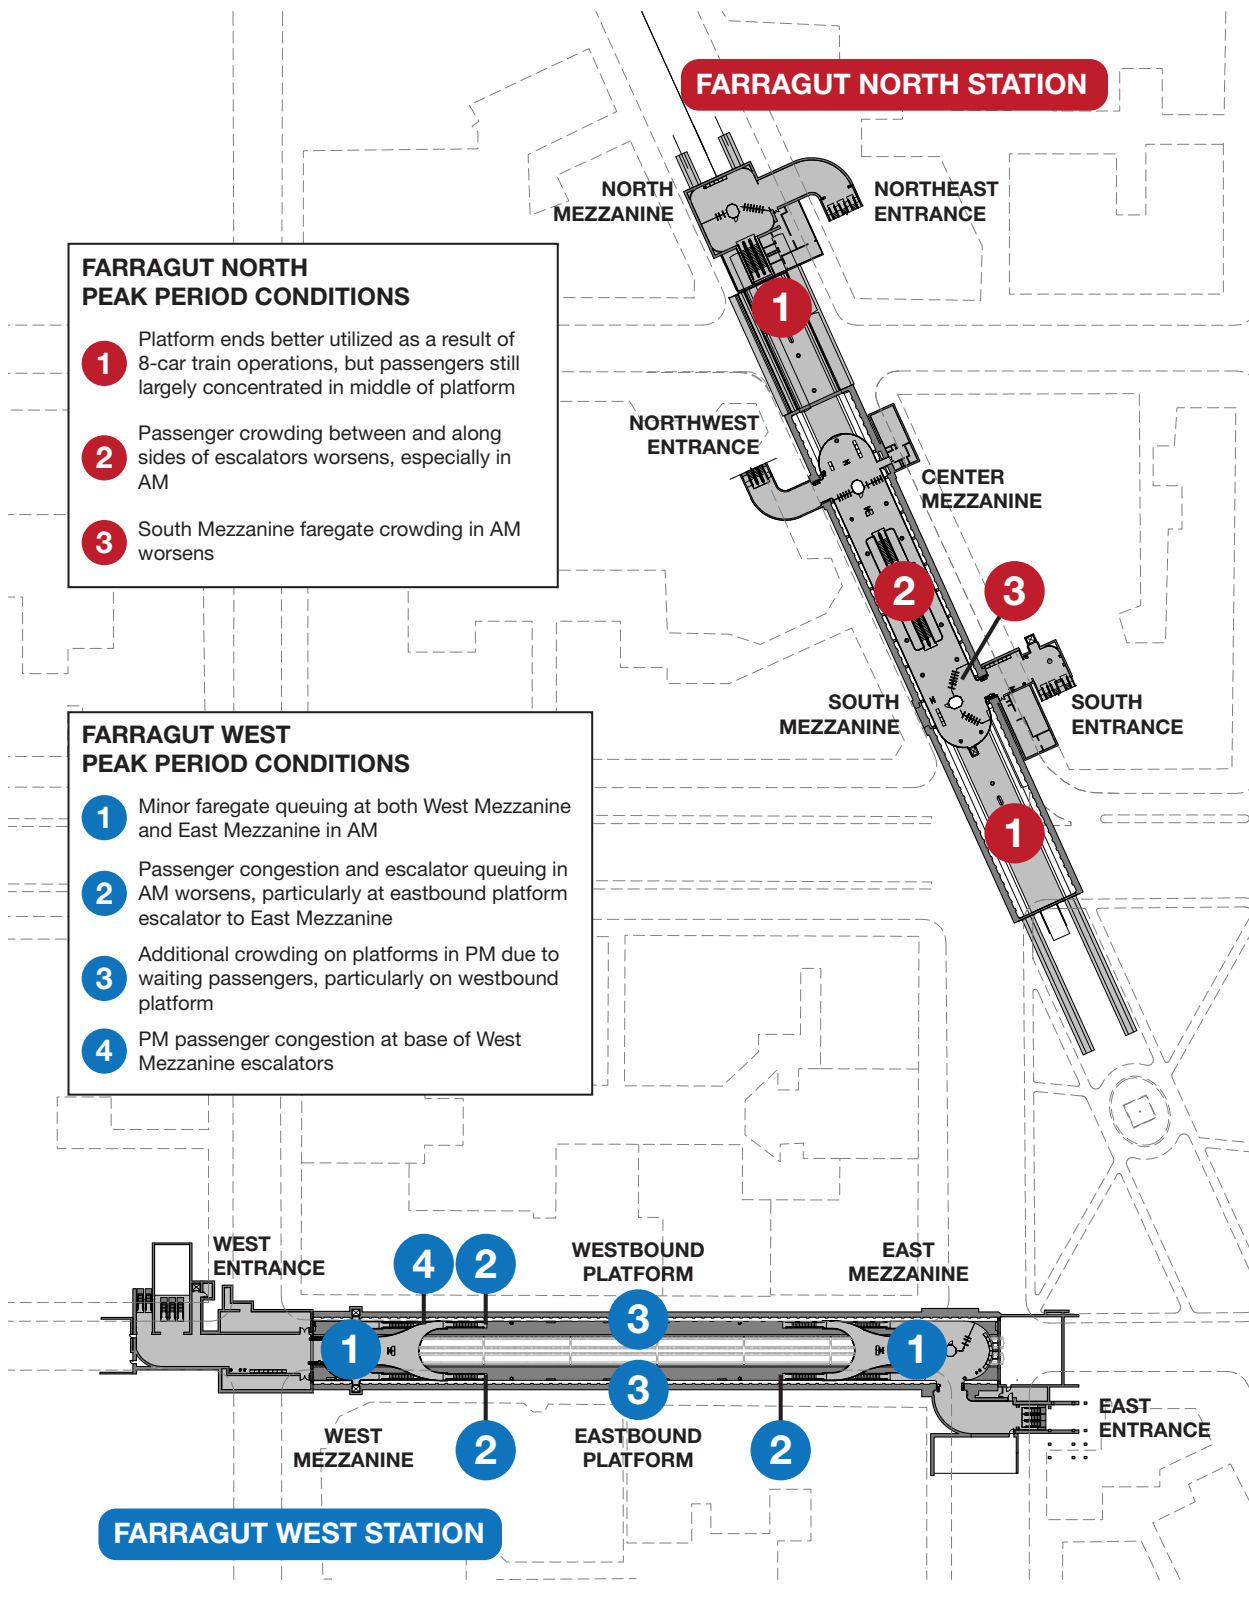 FARRAGUT NORTH STATION
NORTH
MEZZANINE
NORTHEAST
ENTRANCE
FARRAGUT NORTH
PEAK PERIOD CONDITIONS
1
Platform ends better utilized as a result of
8-car train operations, but passengers still
largely concentrated in middle of platform
2
Passenger crowding between and along
sides of escalators worsens, especially in
AM
3
South Mezzanine faregate crowding in AM
worsens
1
NORTHWEST
ENTRANCE
CENTER
MEZZANINE
2
3
SOUTH
MEZZANINE
SOUTH
ENTRANCE
1
FARRAGUT WEST
PEAK PERIOD CONDITIONS
1
Minor faregate queuing at both West Mezzanine
and East Mezzanine in AM
2
Passenger congestion and escalator queuing in
AM worsens, particularly at eastbound platform
escalator to East Mezzanine
3
Additional crowding on platforms in PM due to
waiting passengers, particularly on westbound
platform
4
PM passenger congestion at base of West
Mezzanine escalators
WEST
ENTRANCE
4
2
WESTBOUND
PLATFORM
EAST
MEZZANINE
3
1
1
3
WEST
MEZZANINE
2
EASTBOUND
PLATFORM
2
EAST
ENTRANCE
FARRAGUT WEST STATION